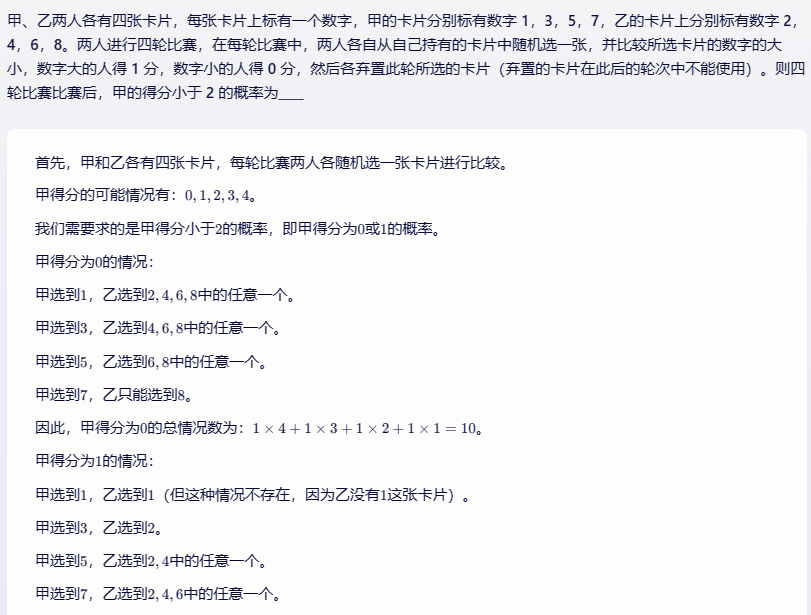 甲、乙两人各有四张卡片，每张卡片上标有一个数字，甲的卡片分别标有数字 1，3，5，7，乙的卡片上分别标有数字 2，
4，6，8。两人进行四轮比赛，在每轮比赛中，两人各自从自己持有的卡片中随机选一张，并比较所选卡片的数字的大
小，数字大的人得 1 分，数字小的人得 0 分，然后各弃置此轮所选的卡片（弃置的卡片在此后的轮次中不能使用）。则四
轮比赛比赛后，甲的得分小于 2 的概率为____
首先，甲和乙各有四张卡片，每轮比赛两人各随机选一张卡片进行比较。
甲得分的可能情况有：0, 1, 2, 3, 4。
我们需要求的是甲得分小于2的概率，即甲得分为0或1的概率。
甲得分为0的情况：
甲选到1，乙选到2, 4, 6, 8中的任意一个。
甲选到3，乙选到4, 6, 8中的任意一个。
甲选到5，乙选到6, 8中的任意一个。
甲选到7，乙只能选到8。
因此，甲得分为0的总情况数为：1 × 4 + 1 × 3 + 1 × 2 + 1 × 1 = 10。
甲得分为1的情况：
甲选到1，乙选到1（但这种情况不存在，因为乙没有1这张卡片）。
甲选到3，乙选到2。
甲选到5，乙选到2, 4中的任意一个。
甲选到7，乙选到2, 4, 6中的任意一个。